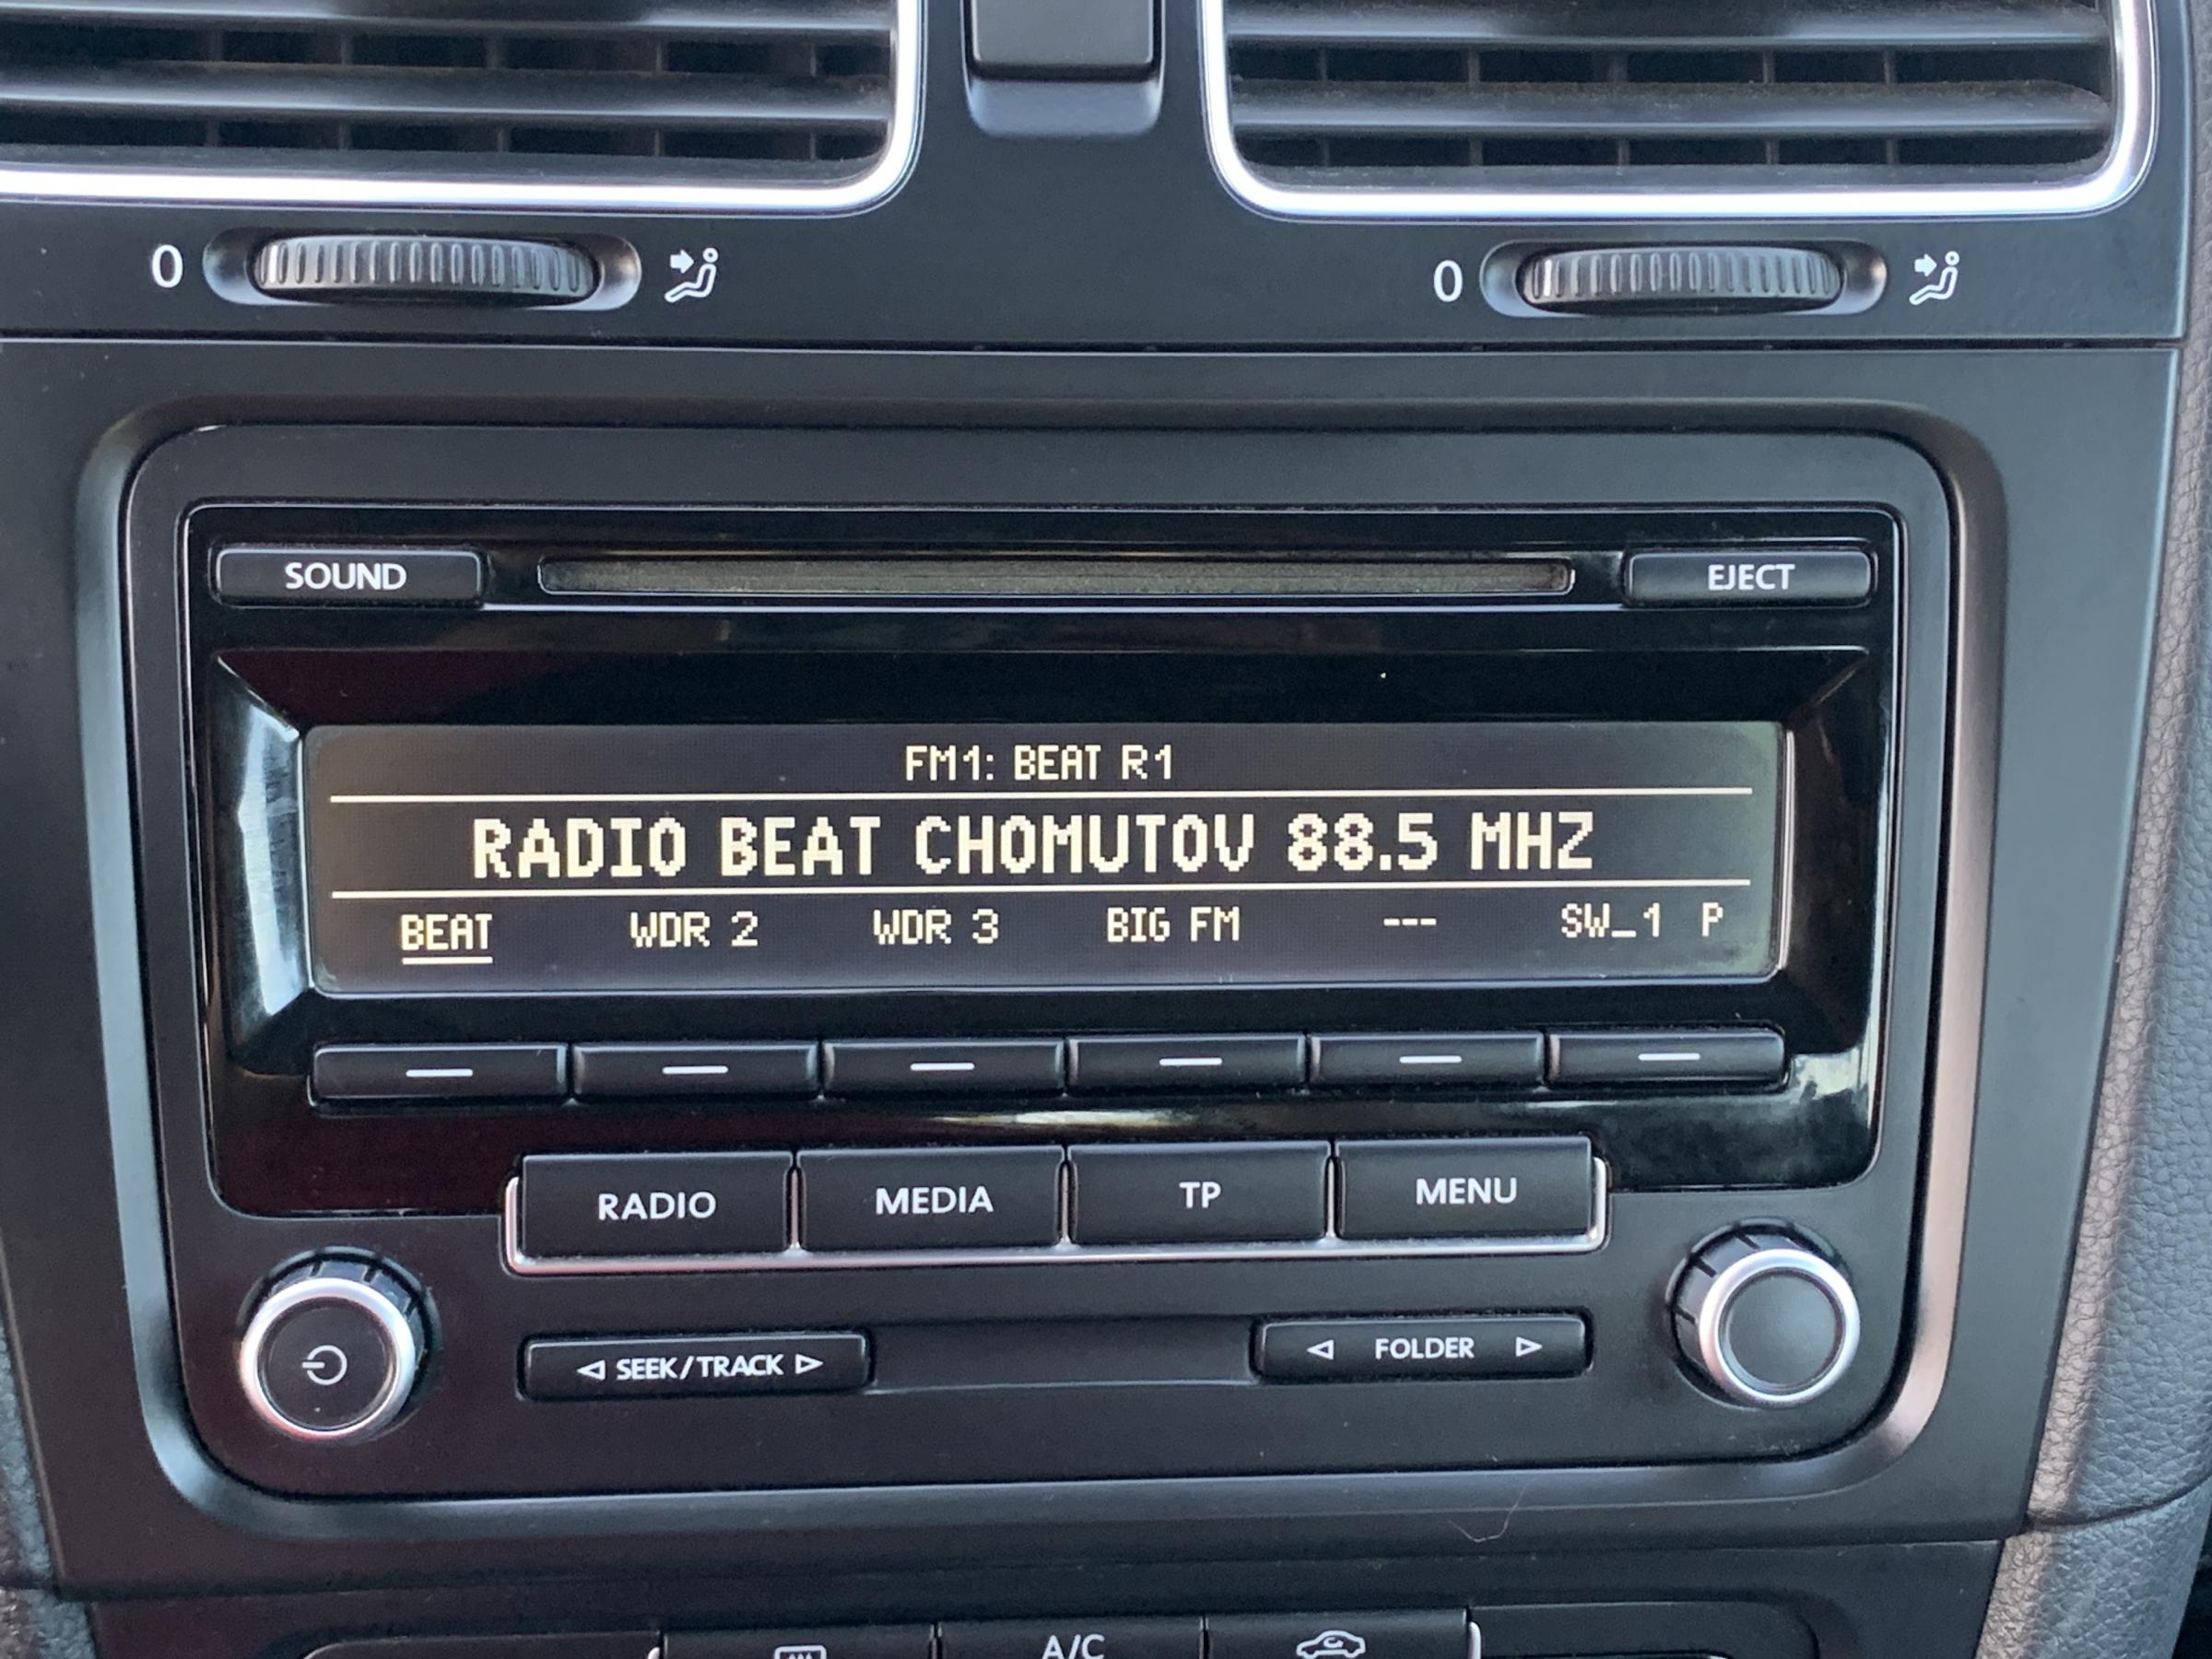 0 0
SOUND EJECT
FM1: BEAT R1
RADIO BEAT CHOMUTOV 88.5 MHZ
BEAT WDR 2 WDR 3 BIG FM --- SW_1 P
RADIO MEDIA TP MENU
SEEK/TRACK FOLDER
A/C